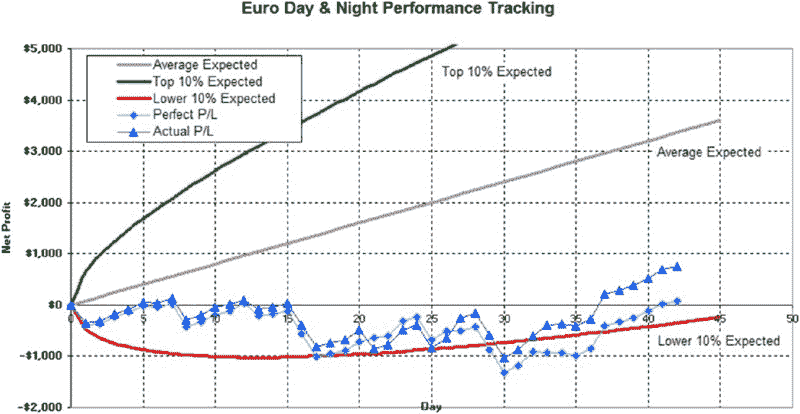 Euro Day & Night Performance Tracking
$5,000
$4,000
$3,000
$2,000
$1,000
$0
-$1,000
-$2,000
Net Profit
Average Expected
Top 10% Expected
Lower 10% Expected
Perfect P/L
Actual P/L
Top 10% Expected
Average Expected
Lower 10% Expected
0 5 10 15 20 25 30 35 40 45 50
Day